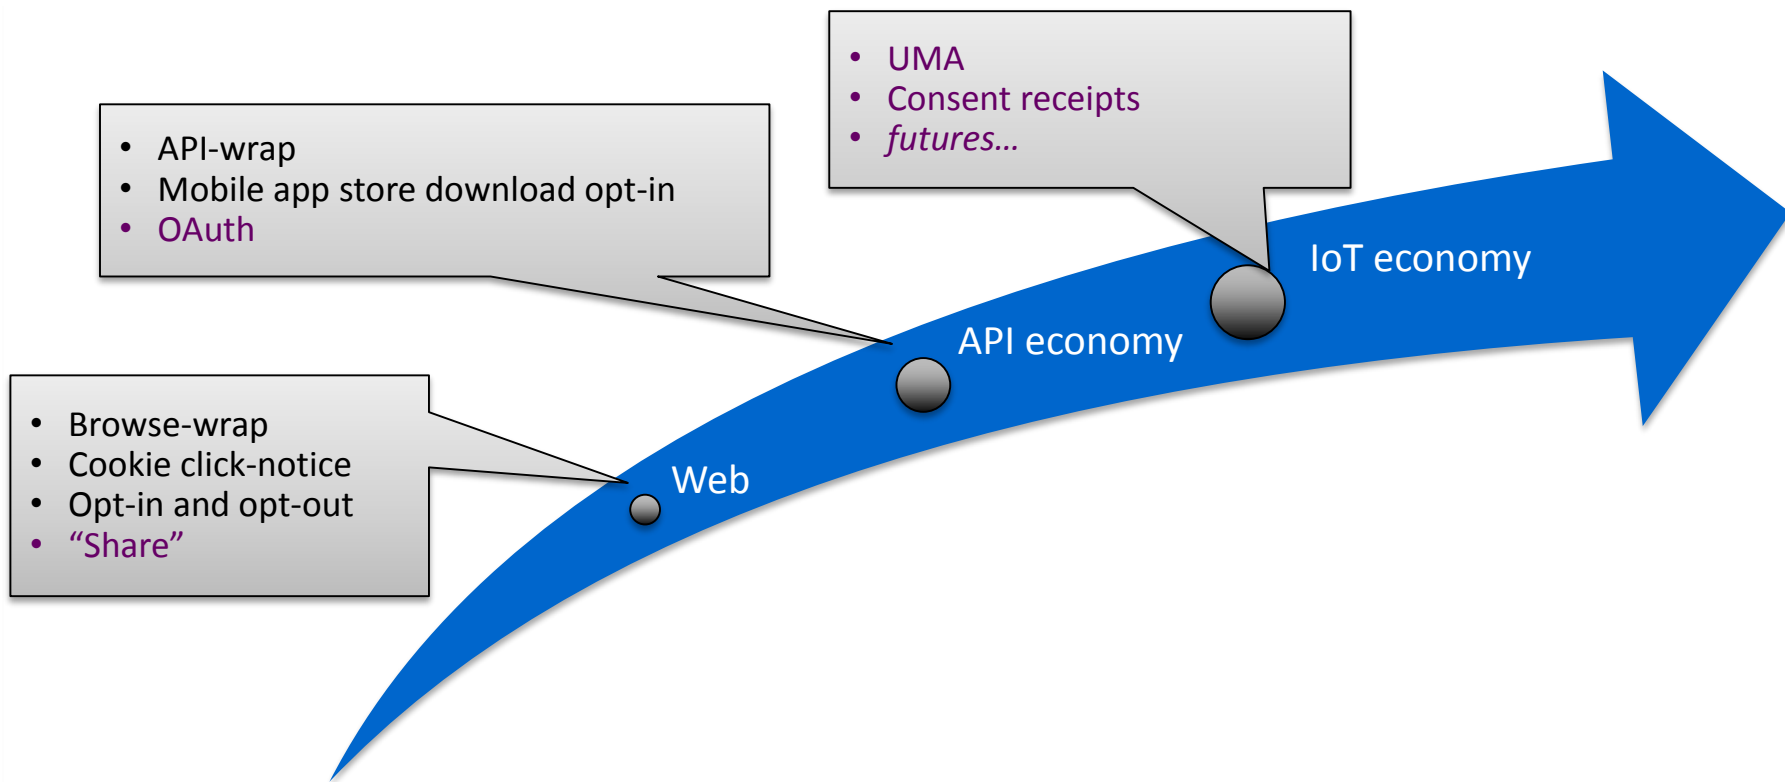 • UMA
• Consent receipts
• futures…
• API-wrap
• Mobile app store download opt-in
• OAuth
IoT economy
API economy
• Browse-wrap
• Cookie click-notice
• Opt-in and opt-out
• “Share”
Web